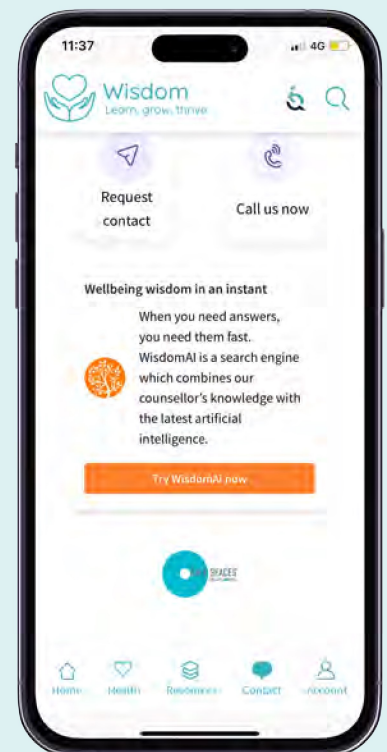 11:37
4G
Wisdom
Learn, grow, thrive
Request
contact
Call us now
Wellbeing wisdom in an instant
When you need answers,
you need them fast.
WisdomAI is a search engine
which combines our
counsellor's knowledge with
the latest artificial
intelligence.
Try WisdomAI now
SPACES
Home
Health
Resources
Contact
Account